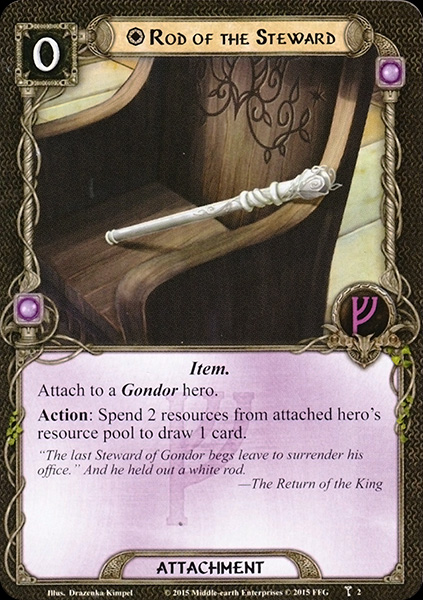 0
ROD OF THE STEWARD
Item.
Attach to a Gondor hero.
Action: Spend 2 resources from attached hero's
resource pool to draw 1 card.
“The last Steward of Gondor begs leave to surrender his
office.” And he held out a white rod.
—The Return of the King
ATTACHMENT
Illus. Drazenka Kimpel © 2015 Middle-earth Enterprises © 2015 FFG 2